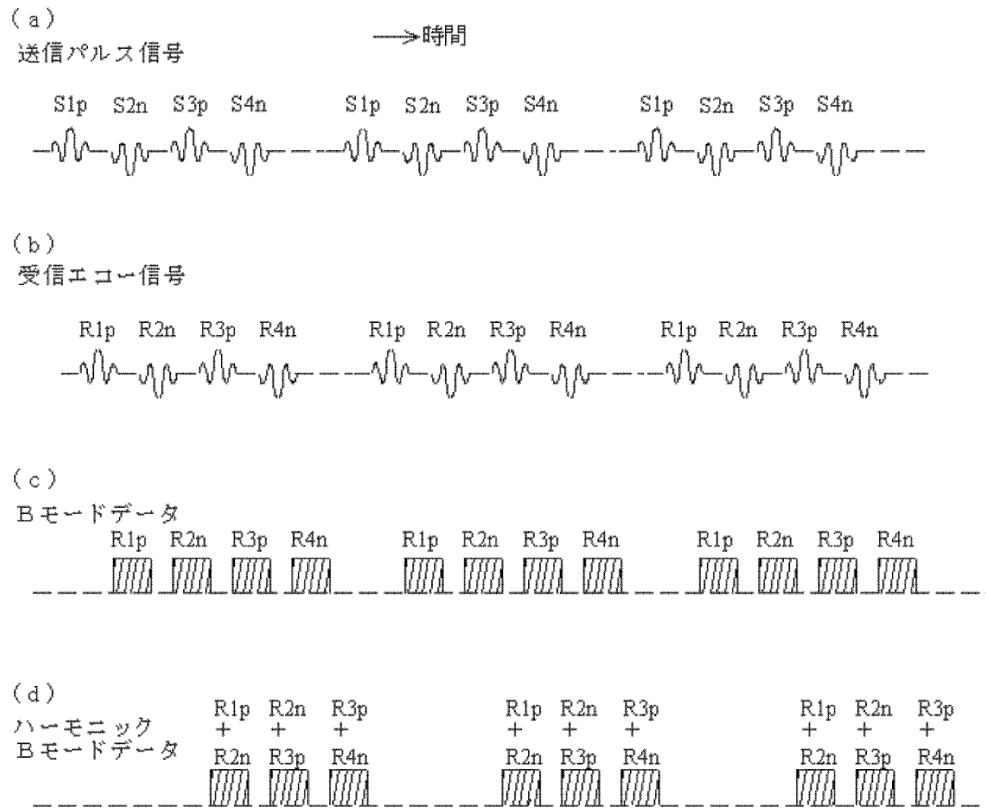 (a)
送信パルス信号
→時間
S1p S2n S3p S4n S1p S2n S3p S4n S1p S2n S3p S4n
(b)
受信エコー信号
R1p R2n R3p R4n R1p R2n R3p R4n R1p R2n R3p R4n
(c)
Bモードデータ
R1p R2n R3p R4n R1p R2n R3p R4n R1p R2n R3p R4n
(d)
ハーモニック
Bモードデータ
R1p R2n R3p R1p R2n R3p R1p R2n R3p
+ + + + + + + + +
R2n R3p R4n R2n R3p R4n R2n R3p R4n